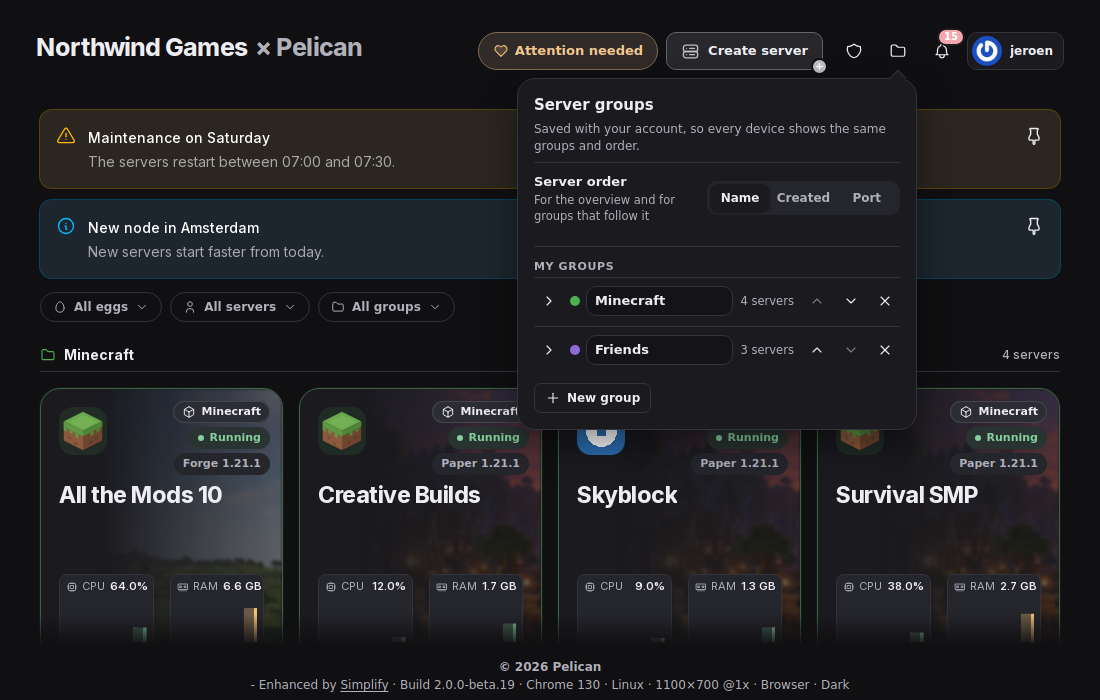 Northwind Games × Pelican
Attention needed
Create server
15
jeroen
Maintenance on Saturday
The servers restart between 07:00 and 07:30.
New node in Amsterdam
New servers start faster from today.
Server groups
Saved with your account, so every device shows the same
groups and order.
Server order
For the overview and for
groups that follow it
Name Created Port
MY GROUPS
Minecraft 4 servers
Friends 3 servers
New group
All eggs All servers All groups
Minecraft 4 servers
Minecraft
Running
Forge 1.21.1
All the Mods 10
CPU 64.0% RAM 6.6 GB
Minecraft
Running
Paper 1.21.1
Creative Builds
CPU 12.0% RAM 1.7 GB
Running
Paper 1.21.1
Skyblock
CPU 9.0% RAM 1.3 GB
Minecraft
Running
Paper 1.21.1
Survival SMP
CPU 38.0% RAM 2.7 GB
© 2026 Pelican
- Enhanced by Simplify · Build 2.0.0-beta.19 · Chrome 130 · Linux · 1100×700 @1x · Browser · Dark